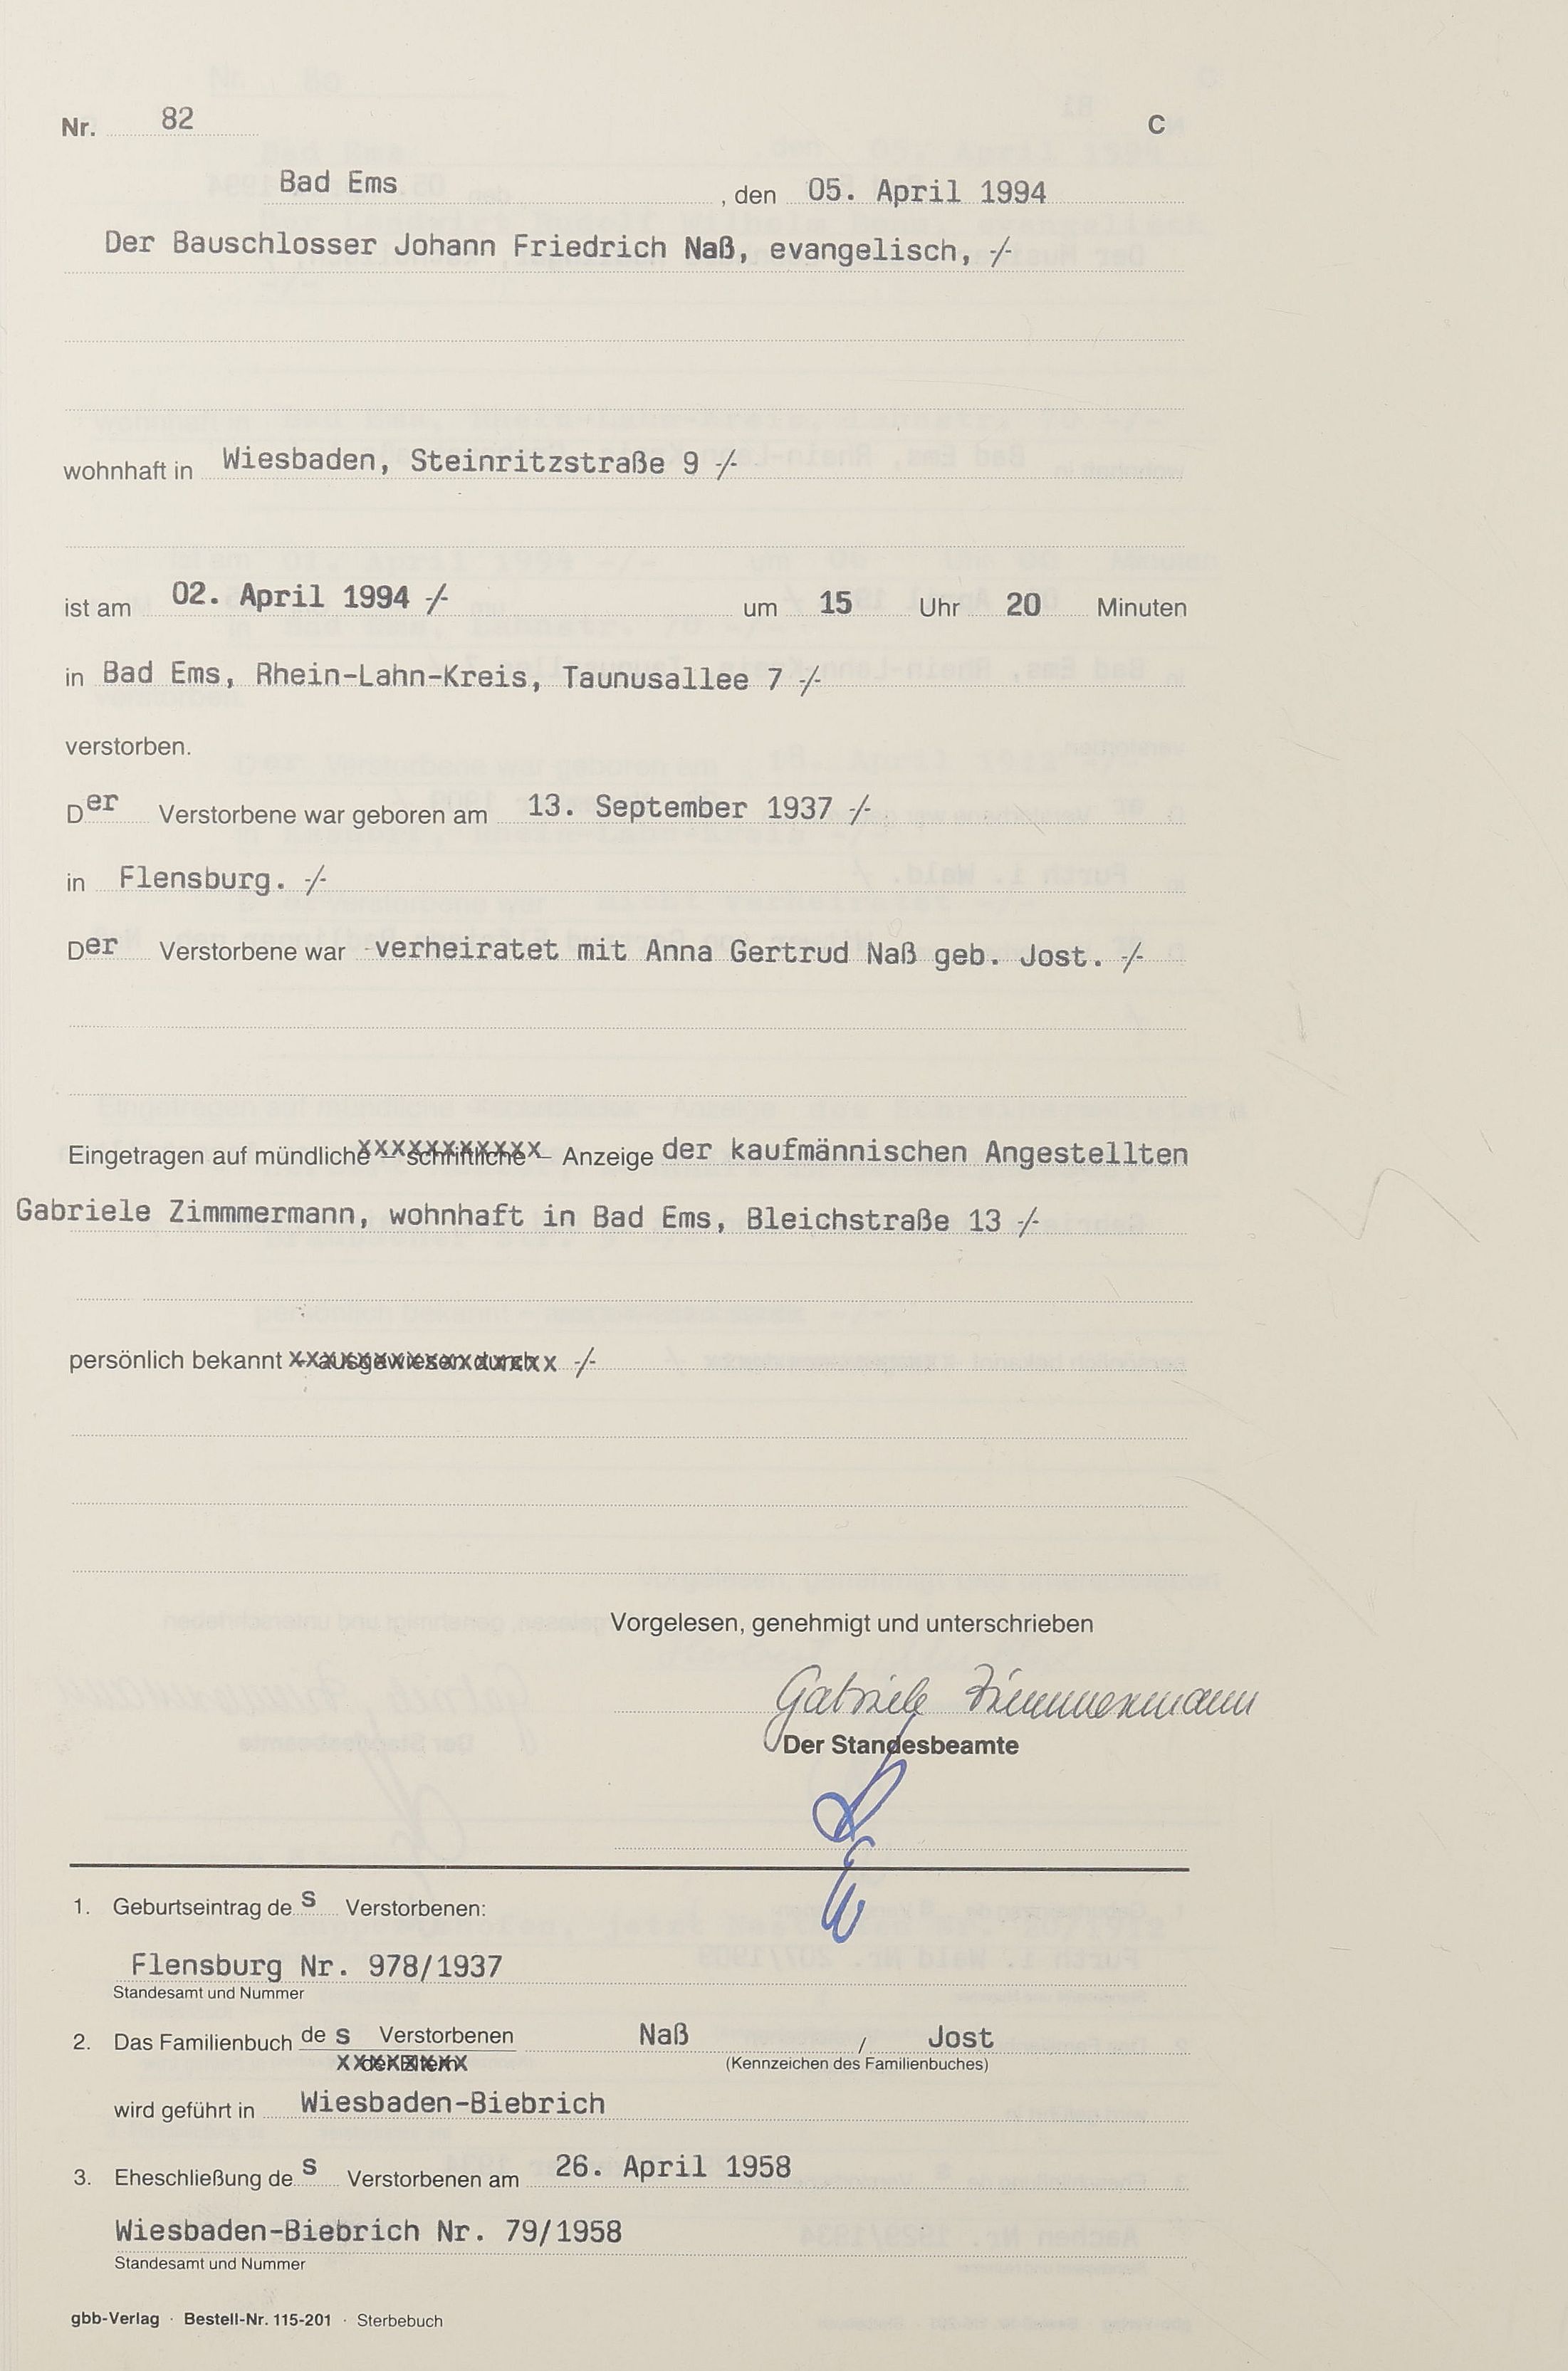 Nr. 82 C
Bad Ems , den 05. April 1994
Der Bauschlosser Johann Friedrich Naß, evangelisch, -/-
wohnhaft in Wiesbaden, Steinritzstraße 9 -/-
ist am 02. April 1994 -/- um 15 Uhr 20 Minuten
in Bad Ems, Rhein-Lahn-Kreis, Taunusallee 7 -/-
verstorben.
Der Verstorbene war geboren am 13. September 1937 -/-
in Flensburg. -/-
Der Verstorbene war -verheiratet mit Anna Gertrud Naß geb. Jost. -/-
Eingetragen auf mündliche – schriftliche – Anzeige der kaufmännischen Angestellten
Gabriele Zimmmermann, wohnhaft in Bad Ems, Bleichstraße 13 -/-
persönlich bekannt – ausgewiesen durch -/-
Vorgelesen, genehmigt und unterschrieben
Gabriele Zimmermann
Der Standesbeamte
1. Geburtseintrag des Verstorbenen:
Flensburg Nr. 978/1937
Standesamt und Nummer
2. Das Familienbuch des Verstorbenen Naß / Jost
der Eltern (Kennzeichen des Familienbuches)
wird geführt in Wiesbaden-Biebrich
3. Eheschließung des Verstorbenen am 26. April 1958
Wiesbaden-Biebrich Nr. 79/1958
Standesamt und Nummer
gbb-Verlag · Bestell-Nr. 115-201 · Sterbebuch